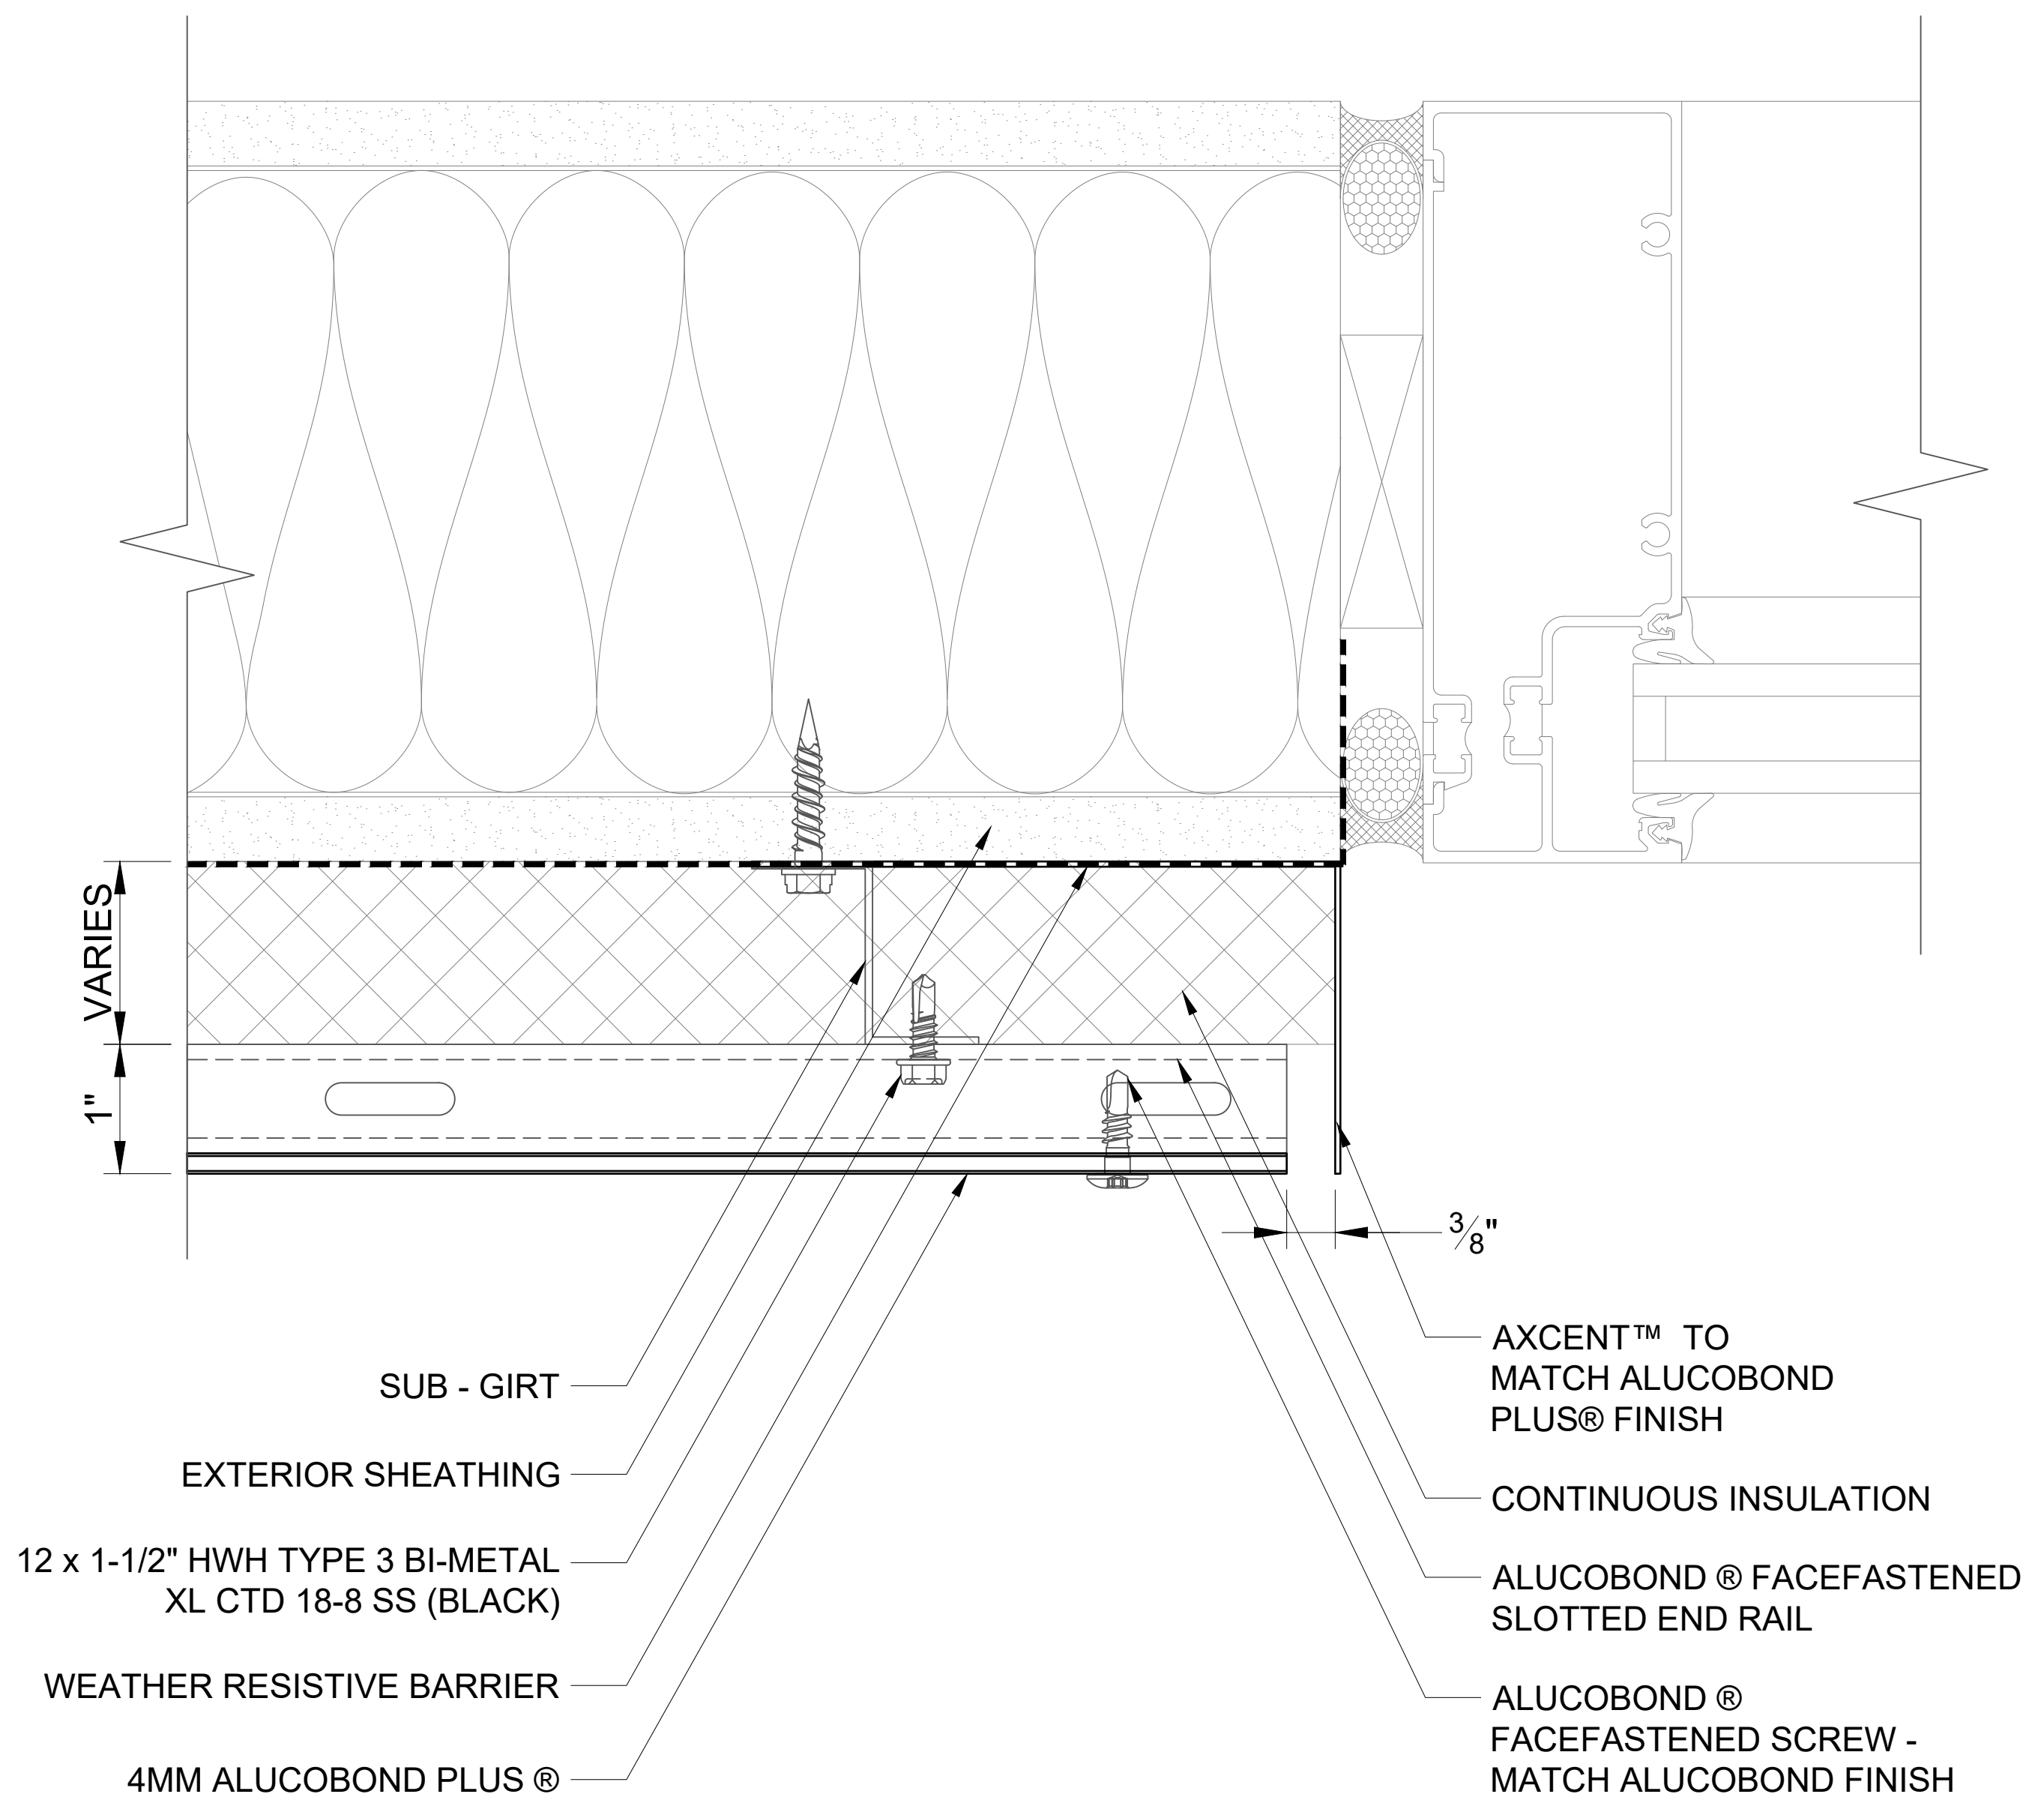 VARIES
1"
3/8"
SUB - GIRT
EXTERIOR SHEATHING
12 x 1-1/2" HWH TYPE 3 BI-METAL
XL CTD 18-8 SS (BLACK)
WEATHER RESISTIVE BARRIER
4MM ALUCOBOND PLUS ®
AXCENT™ TO
MATCH ALUCOBOND
PLUS® FINISH
CONTINUOUS INSULATION
ALUCOBOND ® FACEFASTENED
SLOTTED END RAIL
ALUCOBOND ®
FACEFASTENED SCREW -
MATCH ALUCOBOND FINISH